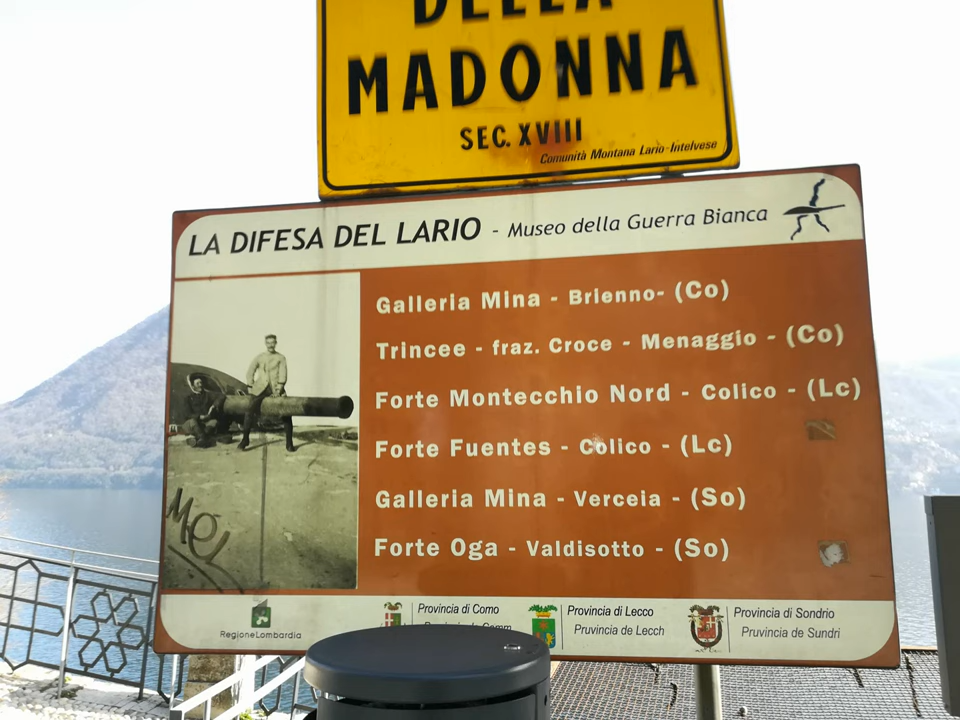 DELLA
MADONNA
SEC. XVIII
Comunità Montana Lario-Intelvese
LA DIFESA DEL LARIO - Museo della Guerra Bianca
Galleria Mina - Brienno- (Co)
Trincee - fraz. Croce - Menaggio - (Co)
Forte Montecchio Nord - Colico - (Lc)
Forte Fuentes - Colico - (Lc)
Galleria Mina - Verceia - (So)
Forte Oga - Valdisotto - (So)
RegioneLombardia
Provincia di Como
Provincia di Lecco
Pruvincia de Lecch
Provincia di Sondrio
Pruvincia de Sundri